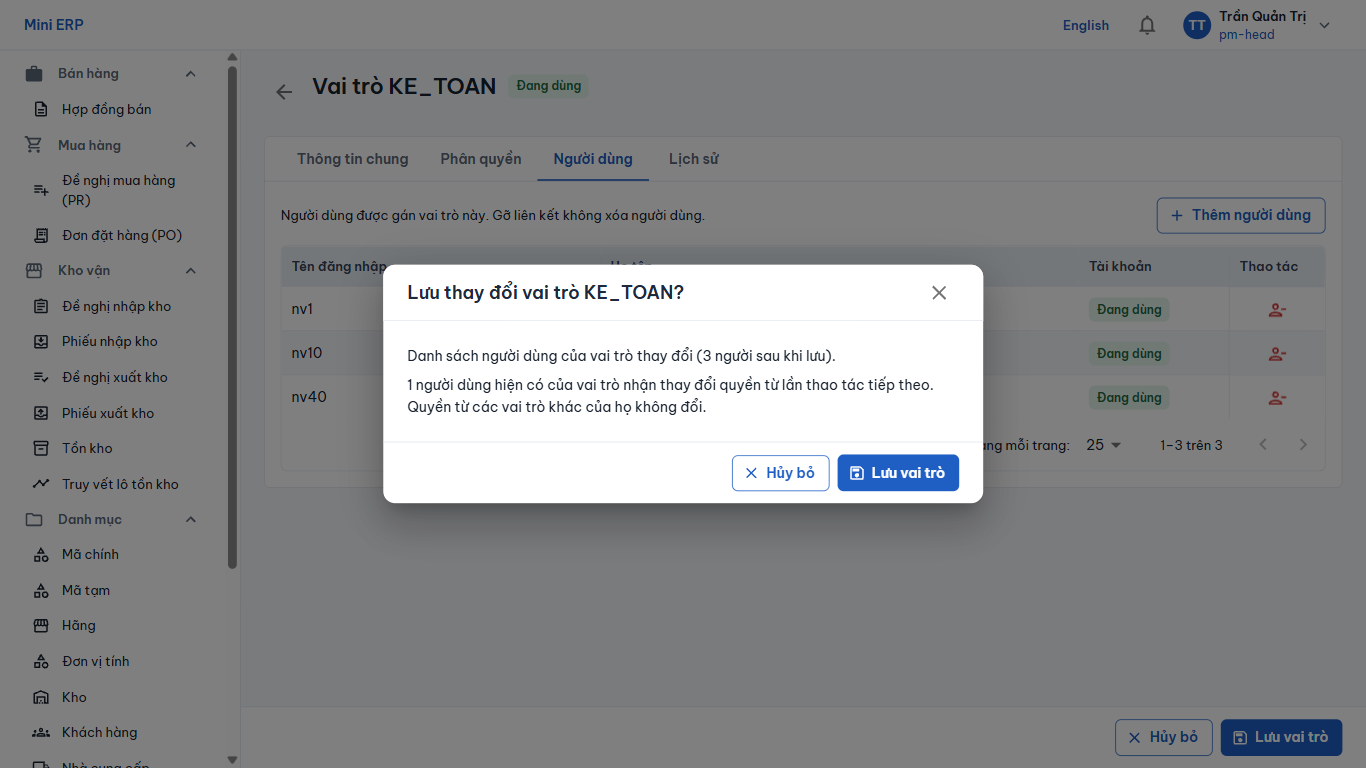 Mini ERP
English
TT
Trần Quản Trị
pm-head
Bán hàng
Hợp đồng bán
Mua hàng
Đề nghị mua hàng
(PR)
Đơn đặt hàng (PO)
Kho vận
Đề nghị nhập kho
Phiếu nhập kho
Đề nghị xuất kho
Phiếu xuất kho
Tồn kho
Truy vết lô tồn kho
Danh mục
Mã chính
Mã tạm
Hãng
Đơn vị tính
Kho
Khách hàng
Vai trò KE_TOAN
Đang dùng
Thông tin chung
Phân quyền
Người dùng
Lịch sử
Người dùng được gán vai trò này. Gỡ liên kết không xóa người dùng.
Thêm người dùng
Tên đăng nhập
Tài khoản
Thao tác
nv1
Đang dùng
nv10
Đang dùng
nv40
Đang dùng
mỗi trang:
25
1–3 trên 3
Lưu thay đổi vai trò KE_TOAN?
Danh sách người dùng của vai trò thay đổi (3 người sau khi lưu).
1 người dùng hiện có của vai trò nhận thay đổi quyền từ lần thao tác tiếp theo.
Quyền từ các vai trò khác của họ không đổi.
Hủy bỏ
Lưu vai trò
Hủy bỏ
Lưu vai trò